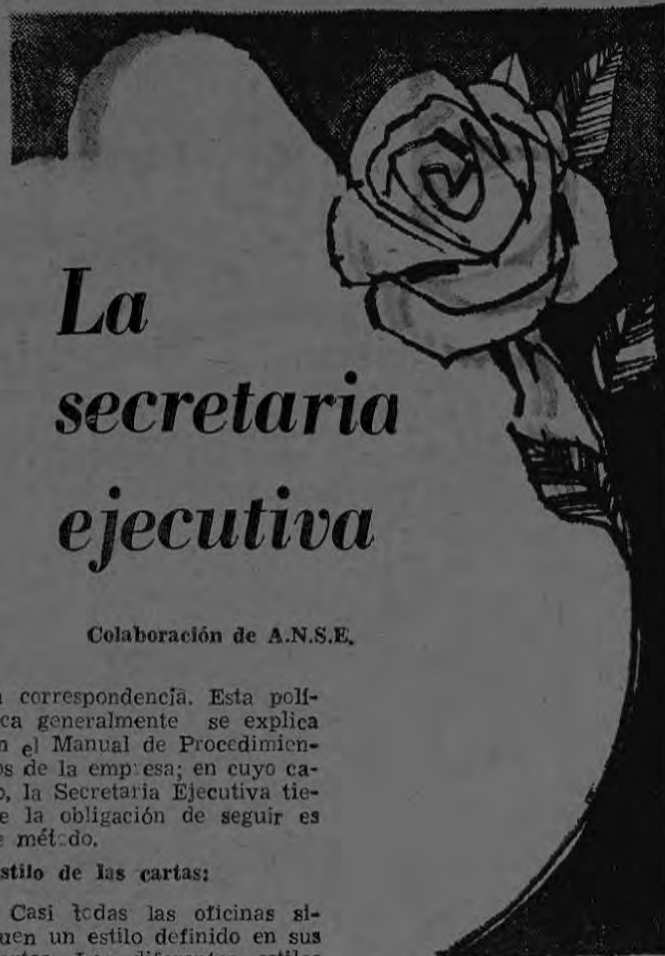 La
secretaria
ejecutiva
Colaboración de A.N.S.E.
correspondencia. Esta polí-
ca generalmente se explica
n el Manual de Procedimien-
os de la empresa; en cuyo ca-
o, la Secretaria Ejecutiva tie-
e la obligación de seguir es
e método.
stilo de las cartas:
Casi todas las oficinas si-
uen un estilo definido en sus